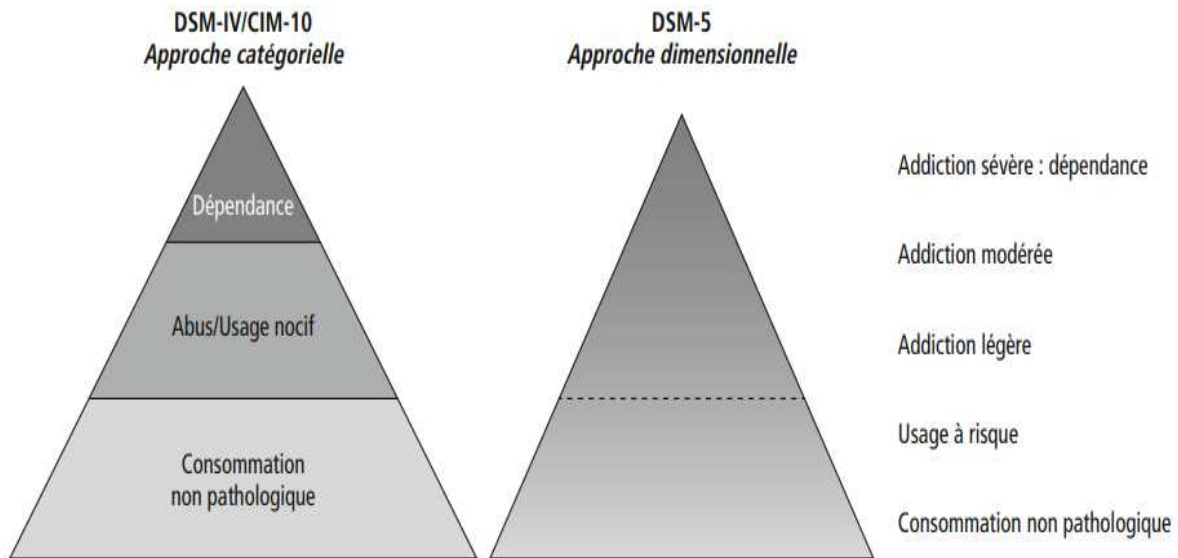 DSM-IV/CIM-10
Approche catégorielle
Dépendance
Abus/Usage nocif
Consommation
non pathologique
DSM-5
Approche dimensionnelle
Addiction sévère : dépendance
Addiction modérée
Addiction légère
Usage à risque
Consommation non pathologique